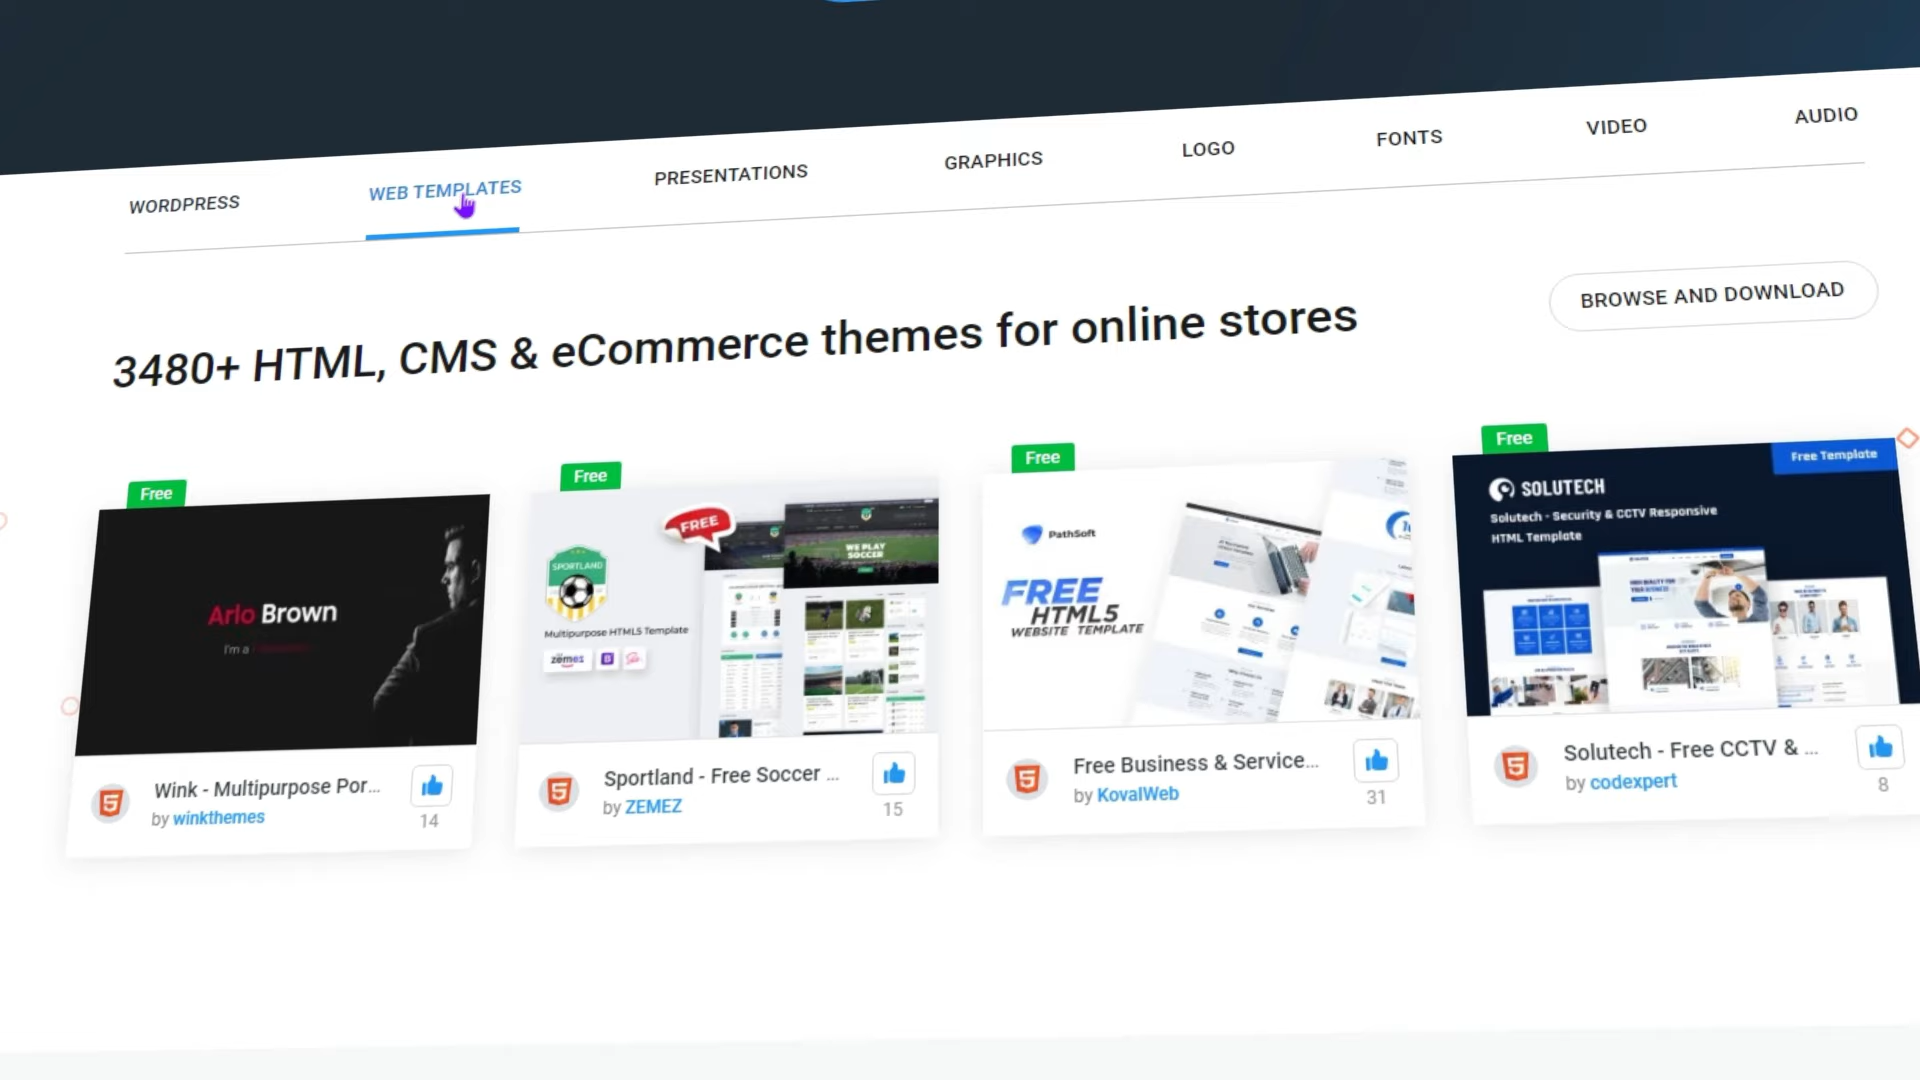 WORDPRESS
WEB TEMPLATES
PRESENTATIONS
GRAPHICS
LOGO
FONTS
VIDEO
AUDIO
3480+ HTML, CMS & eCommerce themes for online stores
BROWSE AND DOWNLOAD
Free
Arlo Brown
I'm a
Wink - Multipurpose Por...
by winkthemes
14
Free
FREE
SPORTLAND
WE PLAY
SOCCER
Multipurpose HTML5 Template
zemes
Sportland - Free Soccer ...
by ZEMEZ
15
Free
PathSoft
FREE
HTML5
WEBSITE TEMPLATE
Free Business & Service...
by KovalWeb
31
Free
Free Template
SOLUTECH
Solutech - Security & CCTV Responsive
HTML Template
Solutech - Free CCTV & ...
by codexpert
8